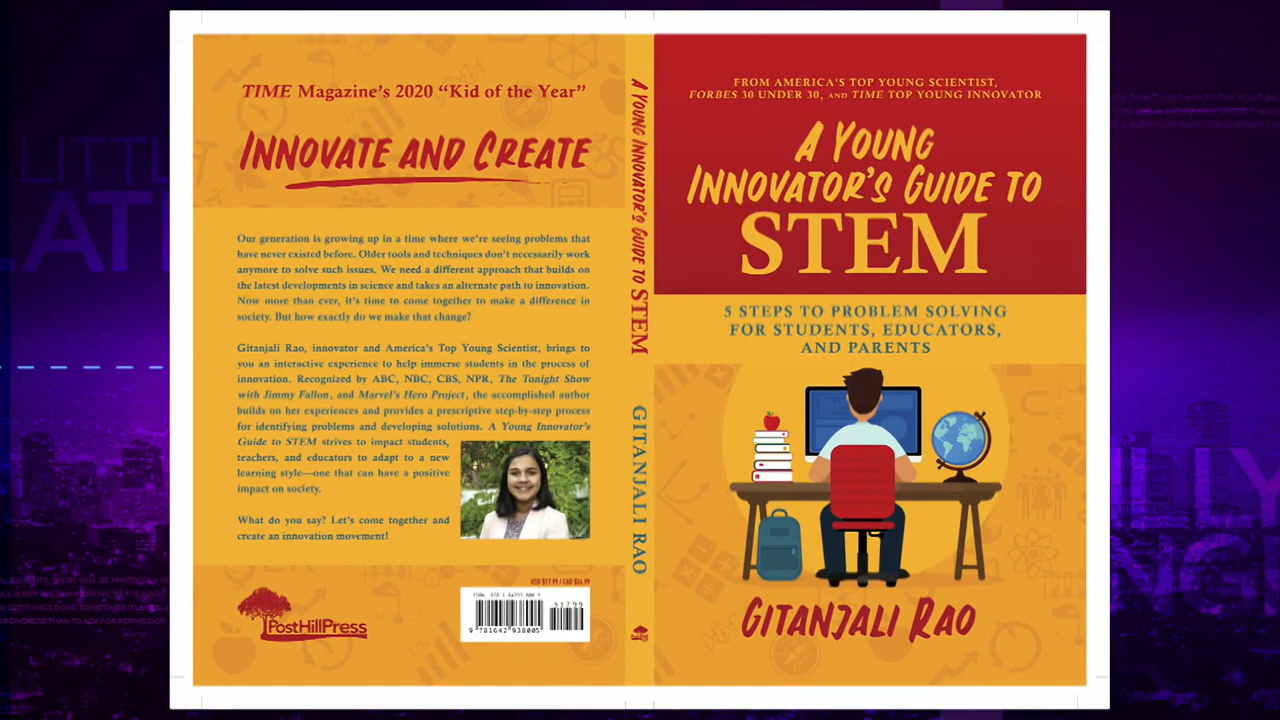 TIME Magazine's 2020 "Kid of the Year"
INNOVATE AND CREATE
Our generation is growing up in a time where we're seeing problems that
have never existed before. Older tools and techniques don't necessarily work
anymore to solve such issues. We need a different approach that builds on
the latest developments in science and takes an alternate path to innovation.
Now more than ever, it's time to come together to make a difference in
society. But how exactly do we make that change?
Gitanjali Rao, innovator and America's Top Young Scientist, brings to
you an interactive experience to help immerse students in the process of
innovation. Recognized by ABC, NBC, CBS, NPR, The Tonight Show
with Jimmy Fallon, and Marvel's Hero Project, the accomplished author
builds on her experiences and provides a prescriptive step-by-step process
for identifying problems and developing solutions. A Young Innovator's
Guide to STEM strives to impact students,
teachers, and educators to adapt to a new
learning style—one that can have a positive
impact on society.
What do you say? Let's come together and
create an innovation movement!
PostHillPress
USD $17.99 / CAD $24.99
51799
9 781642 938005
A YOUNG INNOVATOR'S GUIDE TO STEM
GITANJALI RAO
FROM AMERICA'S TOP YOUNG SCIENTIST,
FORBES 30 UNDER 30, AND TIME TOP YOUNG INNOVATOR
A YOUNG
INNOVATOR'S GUIDE TO
STEM
5 STEPS TO PROBLEM SOLVING
FOR STUDENTS, EDUCATORS,
AND PARENTS
GITANJALI RAO